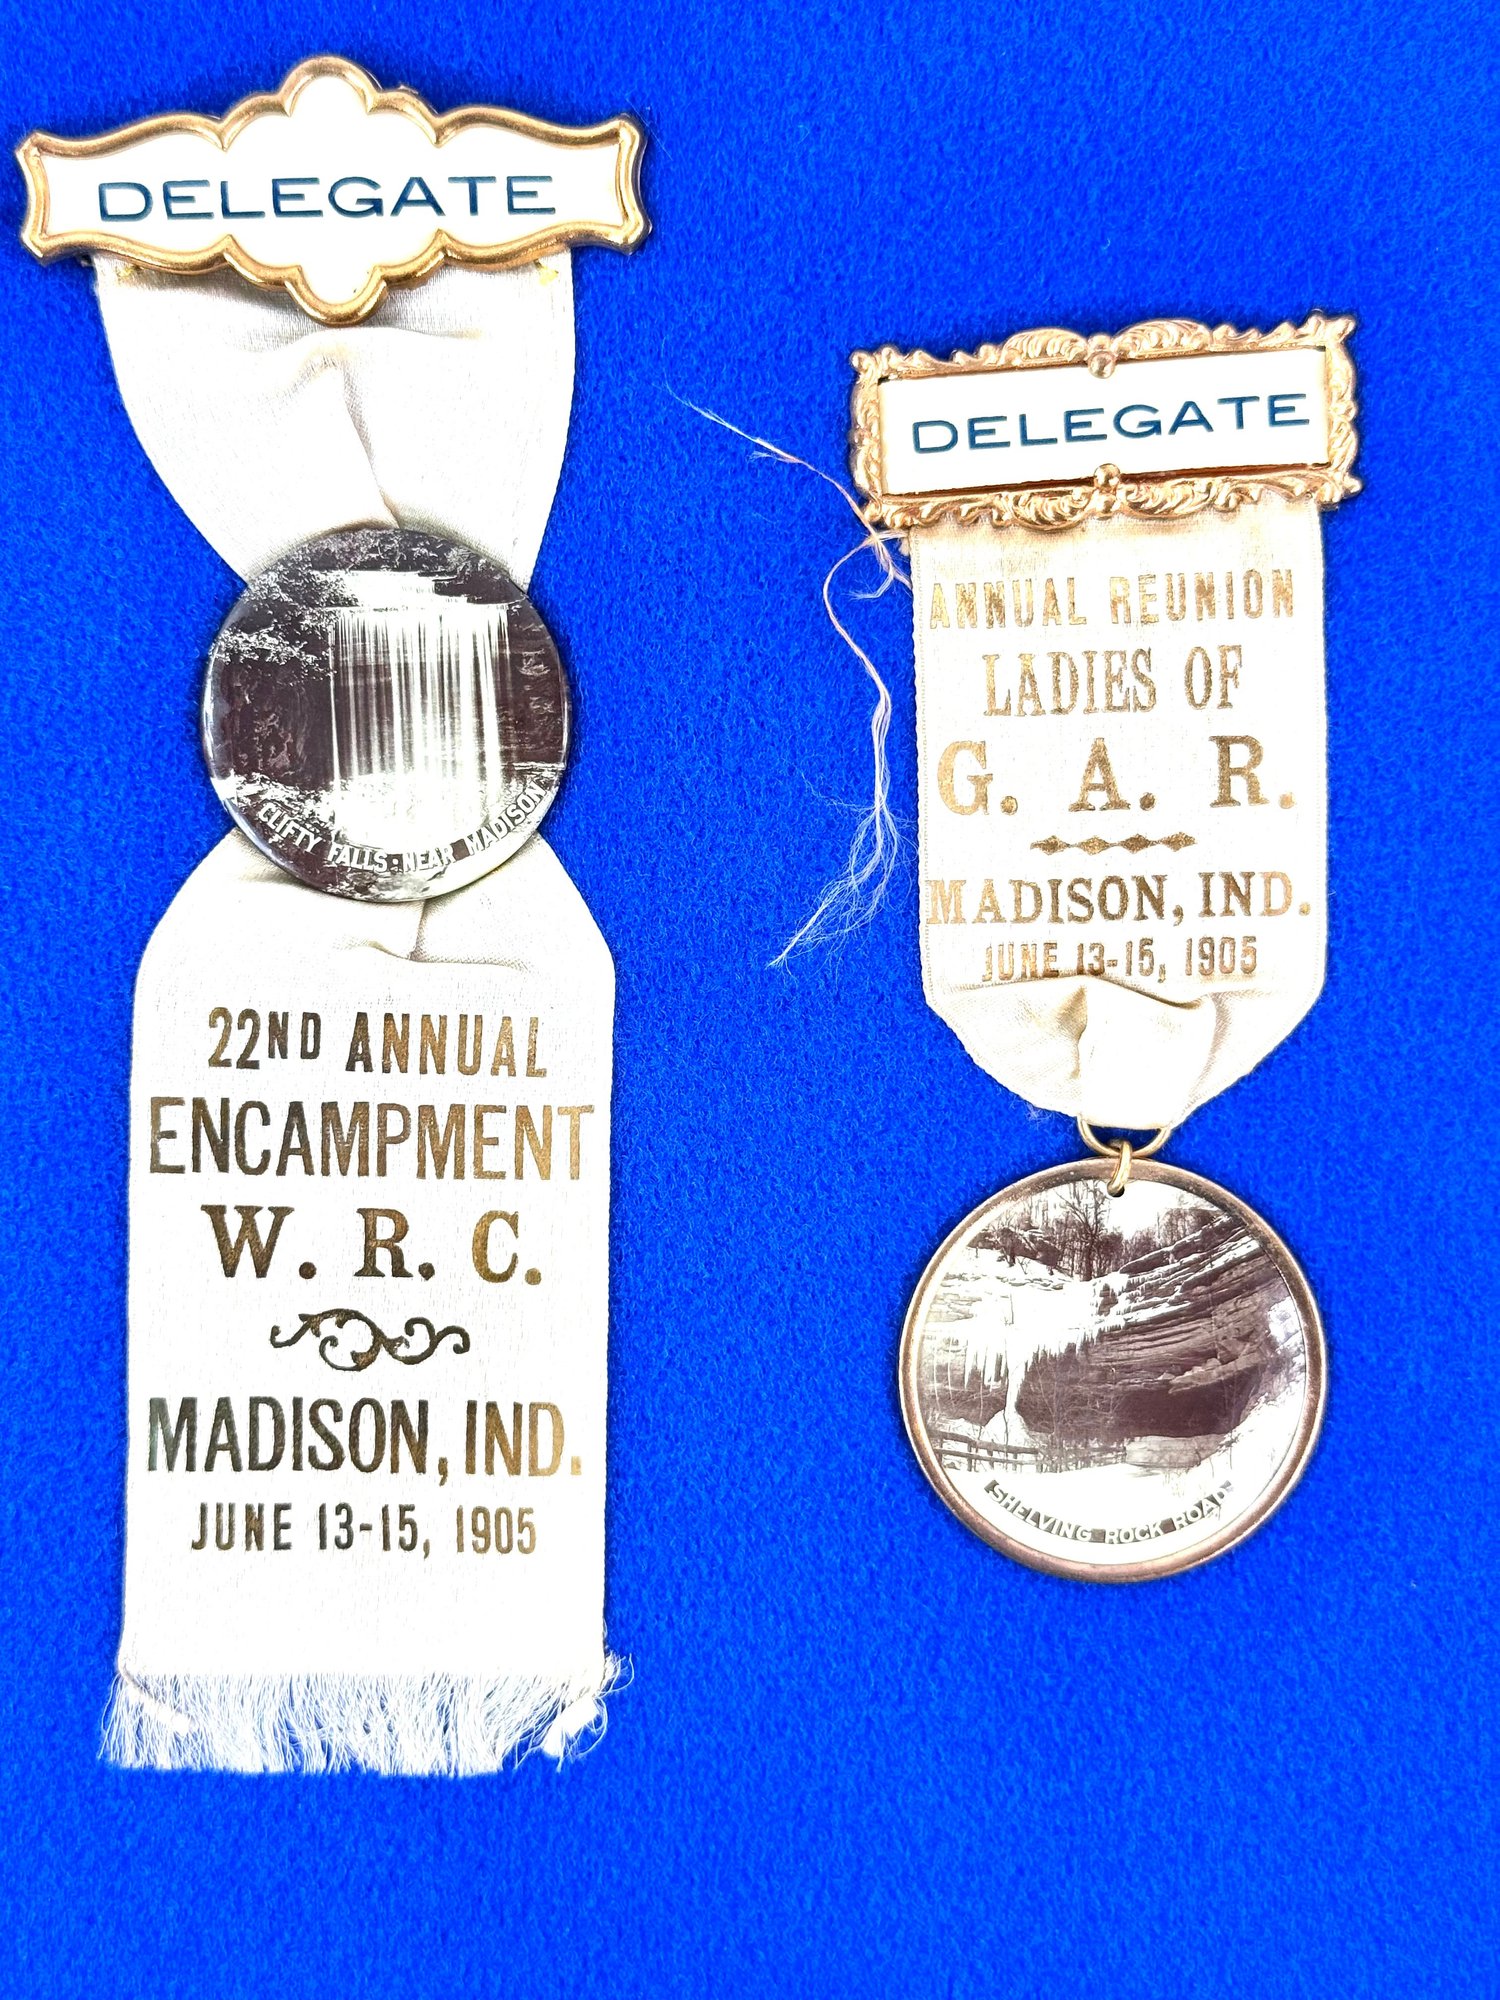 DELEGATE
CLIFTY FALLS: NEAR MADISON
22ND ANNUAL
ENCAMPMENT
W. R. C.
MADISON, IND.
JUNE 13-15, 1905
DELEGATE
ANNUAL REUNION
LADIES OF
G. A. R.
MADISON, IND.
JUNE 13-15, 1905
SHELVING ROCK ROAD